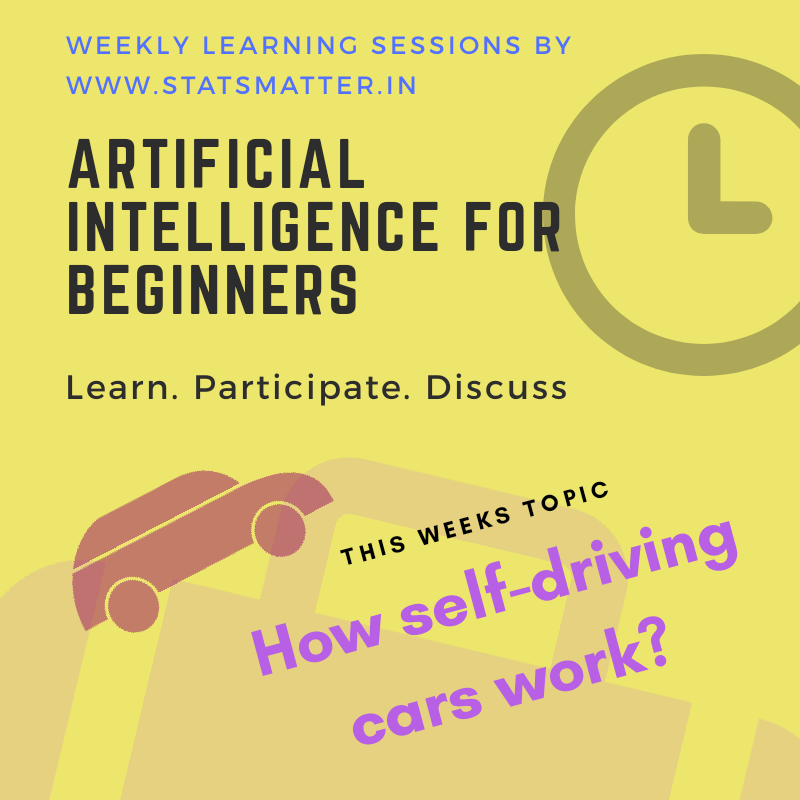 WEEKLY LEARNING SESSIONS BY
WWW.STATSMATTER.IN
ARTIFICIAL
INTELLIGENCE FOR
BEGINNERS
Learn. Participate. Discuss
THIS WEEKS TOPIC
How self-driving
cars work?